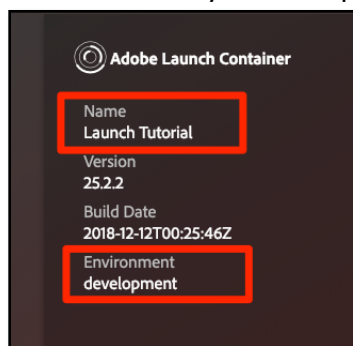 Adobe Launch Container
Name
Launch Tutorial
Version
25.2.2
Build Date
2018-12-12T00:25:46Z
Environment
development